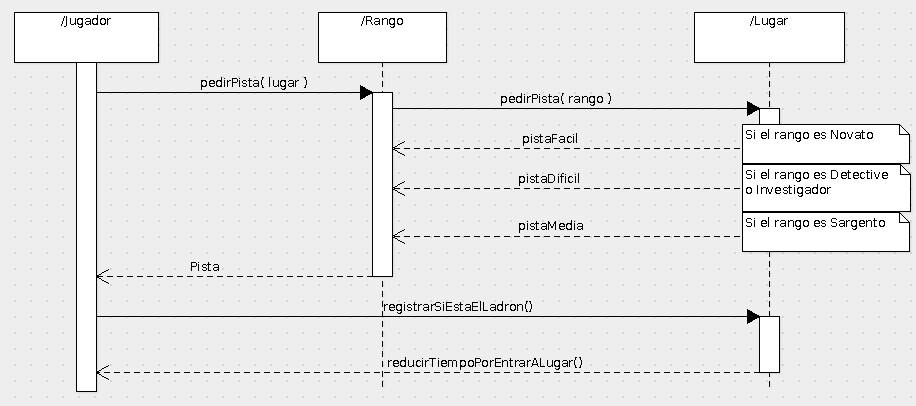 /Jugador
/Rango
/Lugar
pedirPista( lugar )
pedirPista( rango )
Si el rango es Novato
pistaFacil
Si el rango es Detective
o Investigador
pistaDificil
Si el rango es Sargento
pistaMedia
Pista
registrarSiEstaElLadron()
reducirTiempoPorEntrarALugar()